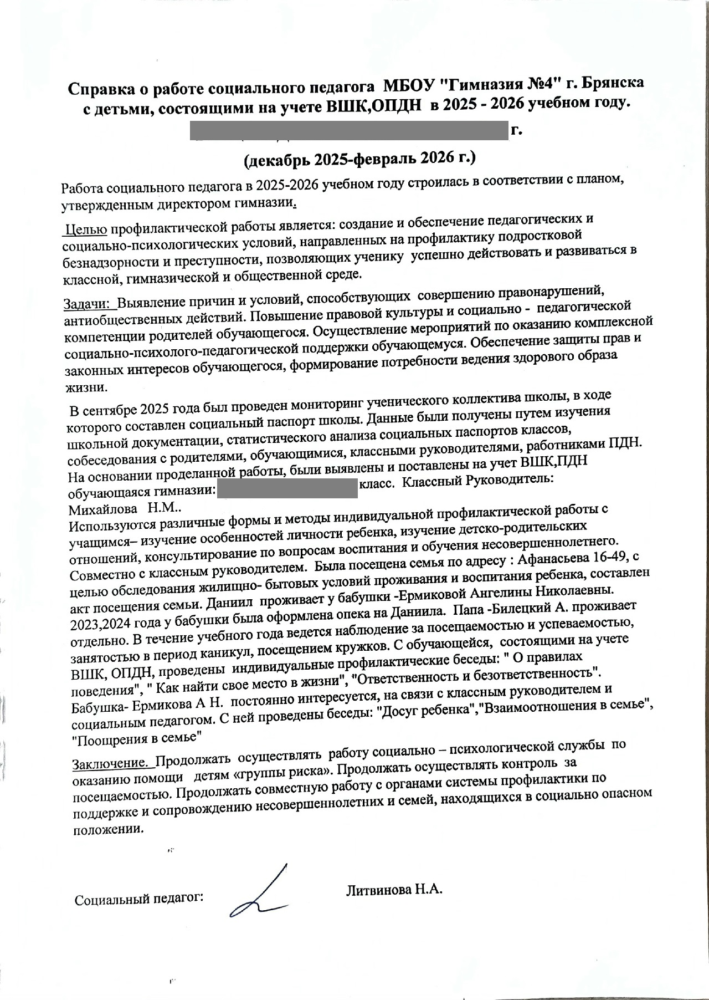 Справка о работе социального педагога МБОУ "Гимназия №4" г. Брянска
с детьми, состоящими на учете ВШК,ОПДН в 2025 - 2026 учебном году.
г.
(декабрь 2025-февраль 2026 г.)
Работа социального педагога в 2025-2026 учебном году строилась в соответствии с планом,
утвержденным директором гимназии.
Целью профилактической работы является: создание и обеспечение педагогических и
социально-психологических условий, направленных на профилактику подростковой
безнадзорности и преступности, позволяющих ученику успешно действовать и развиваться в
классной, гимназической и общественной среде.
Задачи: Выявление причин и условий, способствующих совершению правонарушений,
антиобщественных действий. Повышение правовой культуры и социально - педагогической
компетенции родителей обучающегося. Осуществление мероприятий по оказанию комплексной
социально-психолого-педагогической поддержки обучающемуся. Обеспечение защиты прав и
законных интересов обучающегося, формирование потребности ведения здорового образа
жизни.
В сентябре 2025 года был проведен мониторинг ученического коллектива школы, в ходе
которого составлен социальный паспорт школы. Данные были получены путем изучения
школьной документации, статистического анализа социальных паспортов классов,
собеседования с родителями, обучающимися, классными руководителями, работниками ПДН.
На основании проделанной работы, были выявлены и поставлены на учет ВШК,ПДН
обучающаяся гимназии: класс. Классный Руководитель:
Михайлова Н.М..
Используются различные формы и методы индивидуальной профилактической работы с
учащимся– изучение особенностей личности ребенка, изучение детско-родительских
отношений, консультирование по вопросам воспитания и обучения несовершеннолетнего.
Совместно с классным руководителем. Была посещена семья по адресу : Афанасьева 16-49, с
целью обследования жилищно- бытовых условий проживания и воспитания ребенка, составлен
акт посещения семьи. Даниил проживает у бабушки -Ермиковой Ангелины Николаевны.
2023,2024 года у бабушки была оформлена опека на Даниила. Папа -Билецкий А. проживает
отдельно. В течение учебного года ведется наблюдение за посещаемостью и успеваемостью,
занятостью в период каникул, посещением кружков. С обучающейся, состоящими на учете
ВШК, ОПДН, проведены индивидуальные профилактические беседы: " О правилах
поведения", " Как найти свое место в жизни", "Ответственность и безответственность".
Бабушка- Ермикова А Н. постоянно интересуется, на связи с классным руководителем и
социальным педагогом. С ней проведены беседы: "Досуг ребенка","Взаимоотношения в семье",
"Поощрения в семье"
Заключение. Продолжать осуществлять работу социально – психологической службы по
оказанию помощи детям «группы риска». Продолжать осуществлять контроль за
посещаемостью. Продолжать совместную работу с органами системы профилактики по
поддержке и сопровождению несовершеннолетних и семей, находящихся в социально опасном
положении.
Социальный педагог: Литвинова Н.А.